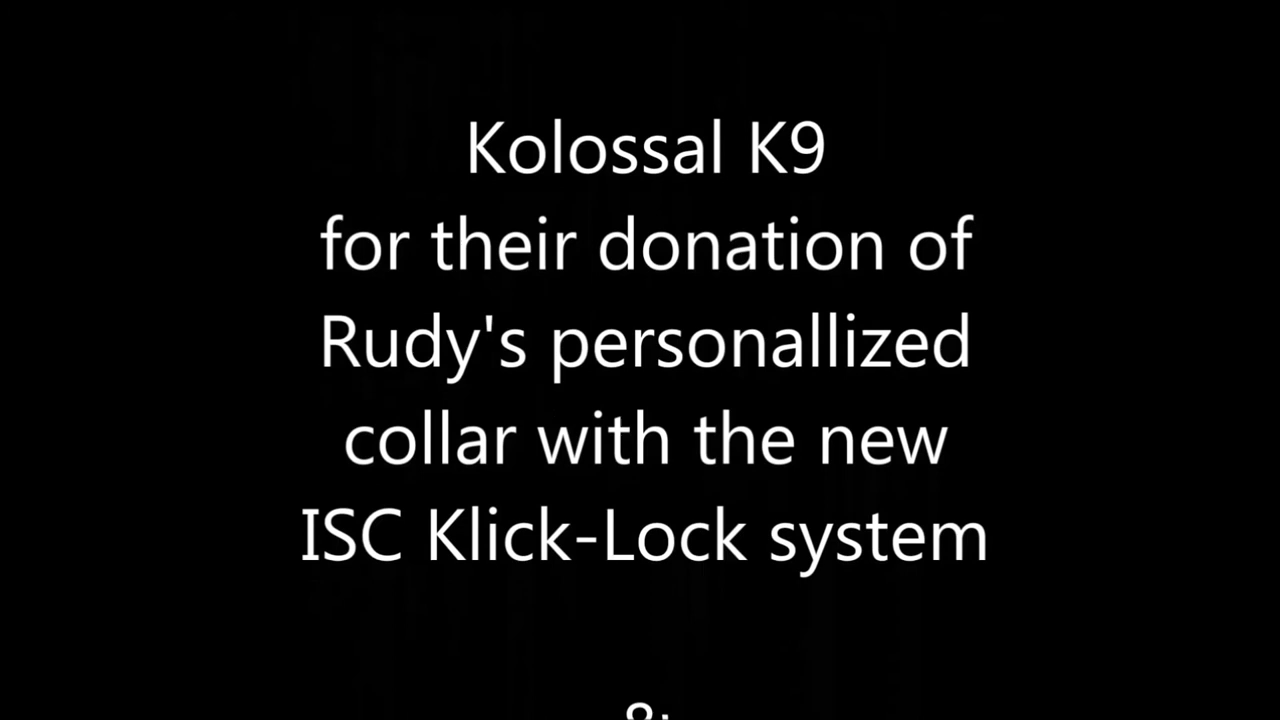 Kolossal K9
for their donation of
Rudy's personallized
collar with the new
ISC Klick-Lock system